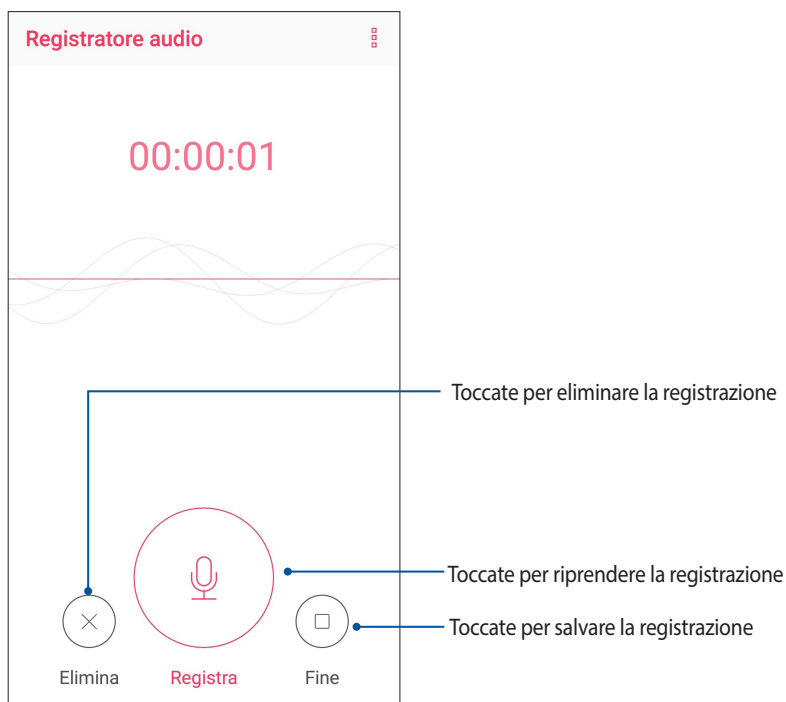 Registratore audio
00:00:01
Toccate per eliminare la registrazione
Toccate per riprendere la registrazione
Toccate per salvare la registrazione
Elimina
Registra
Fine